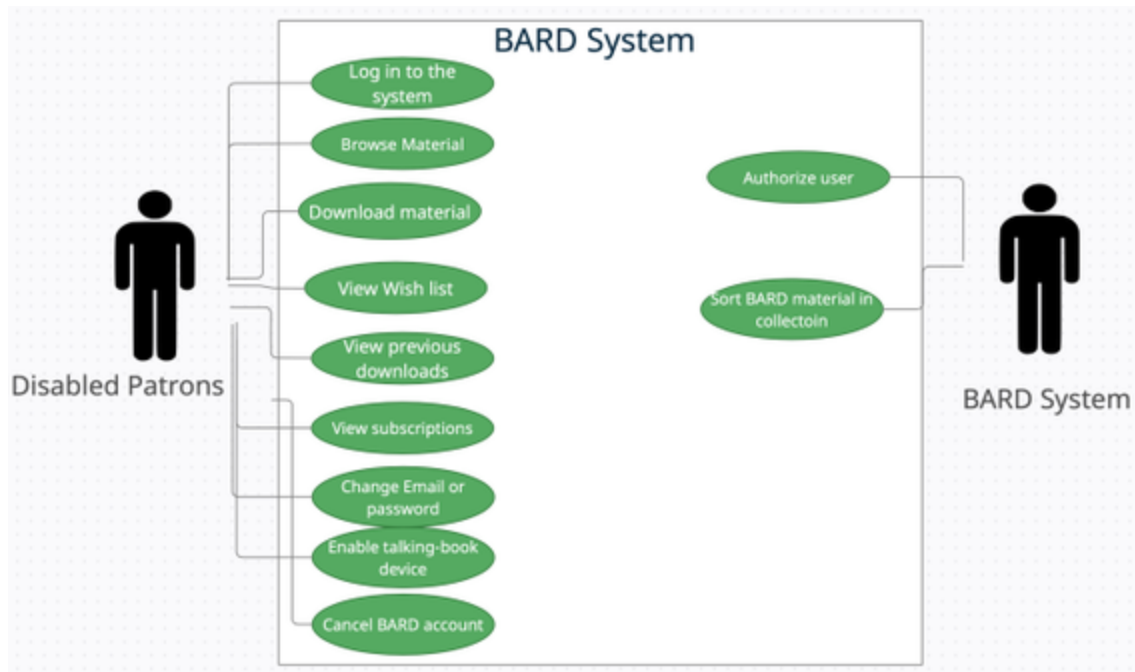 BARD System
Log in to the
system
Browse Material
Download material
View Wish list
View previous
downloads
View subscriptions
Change Email or
password
Enable talking-book
device
Cancel BARD account
Authorize user
Sort BARD material in
collectoin
Disabled Patrons
BARD System